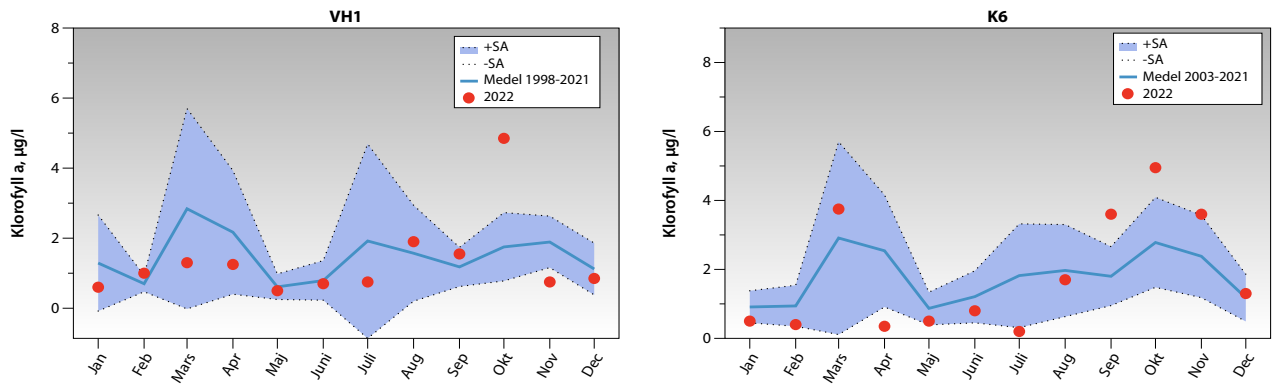 VH1
8
6
4
2
0
Klorofyll a, µg/l
+SA
-SA
Medel 1998-2021
2022
Jan
Feb
Mars
Apr
Maj
Juni
Juli
Aug
Sep
Okt
Nov
Dec
K6
8
6
4
2
0
Klorofyll a, µg/l
+SA
-SA
Medel 2003-2021
2022
Jan
Feb
Mars
Apr
Maj
Juni
Juli
Aug
Sep
Okt
Nov
Dec